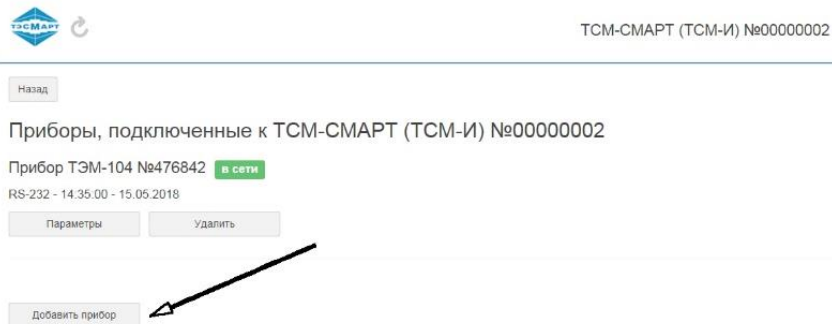 ТЭСМАРТ
ТСМ-СМАРТ (ТСМ-И) №00000002
Назад
Приборы, подключенные к ТСМ-СМАРТ (ТСМ-И) №00000002
Прибор ТЭМ-104 №476842 в сети
RS-232 - 14:35:00 - 15.05.2018
Параметры Удалить
Добавить прибор